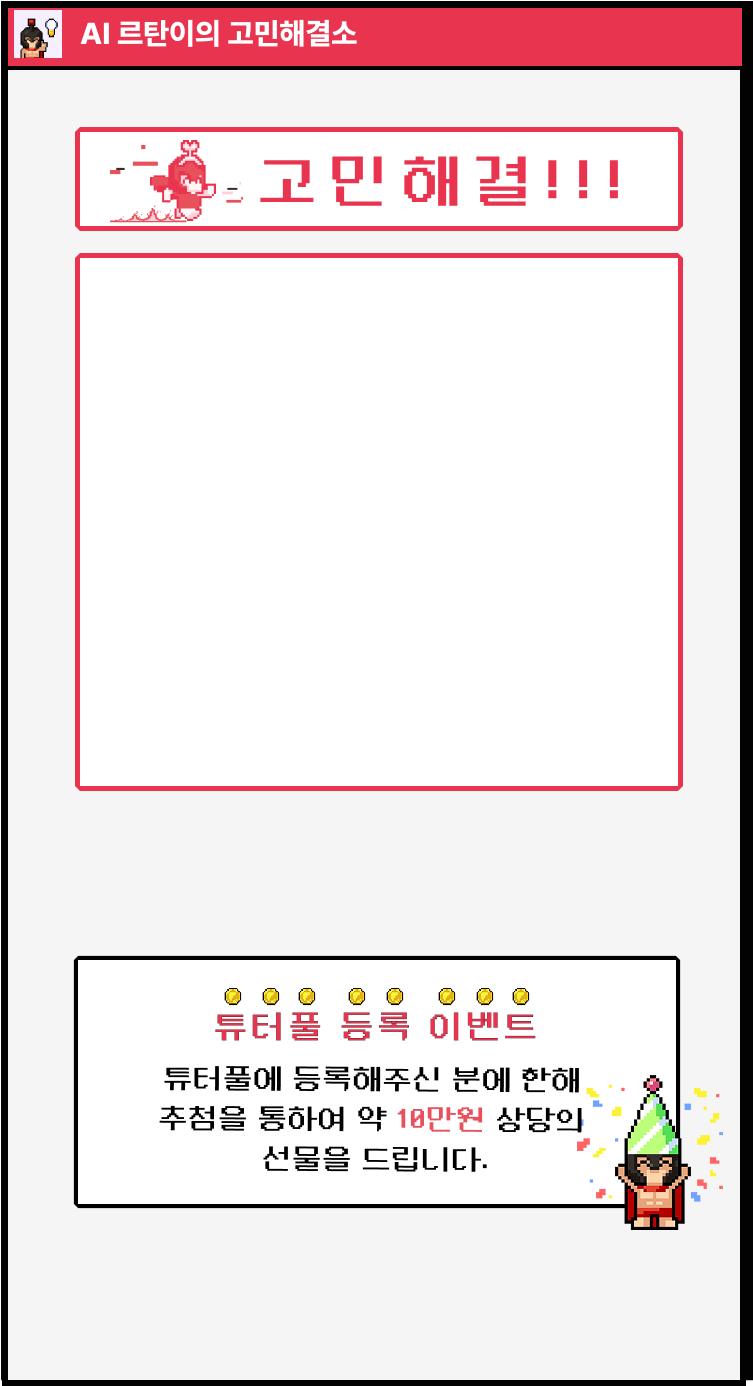 AI 르탄이의 고민해결소
고민해결!!!
튜터풀 등록 이벤트
튜터풀에 등록해주신 분에 한해
추첨을 통하여 약 10만원 상당의
선물을 드립니다.